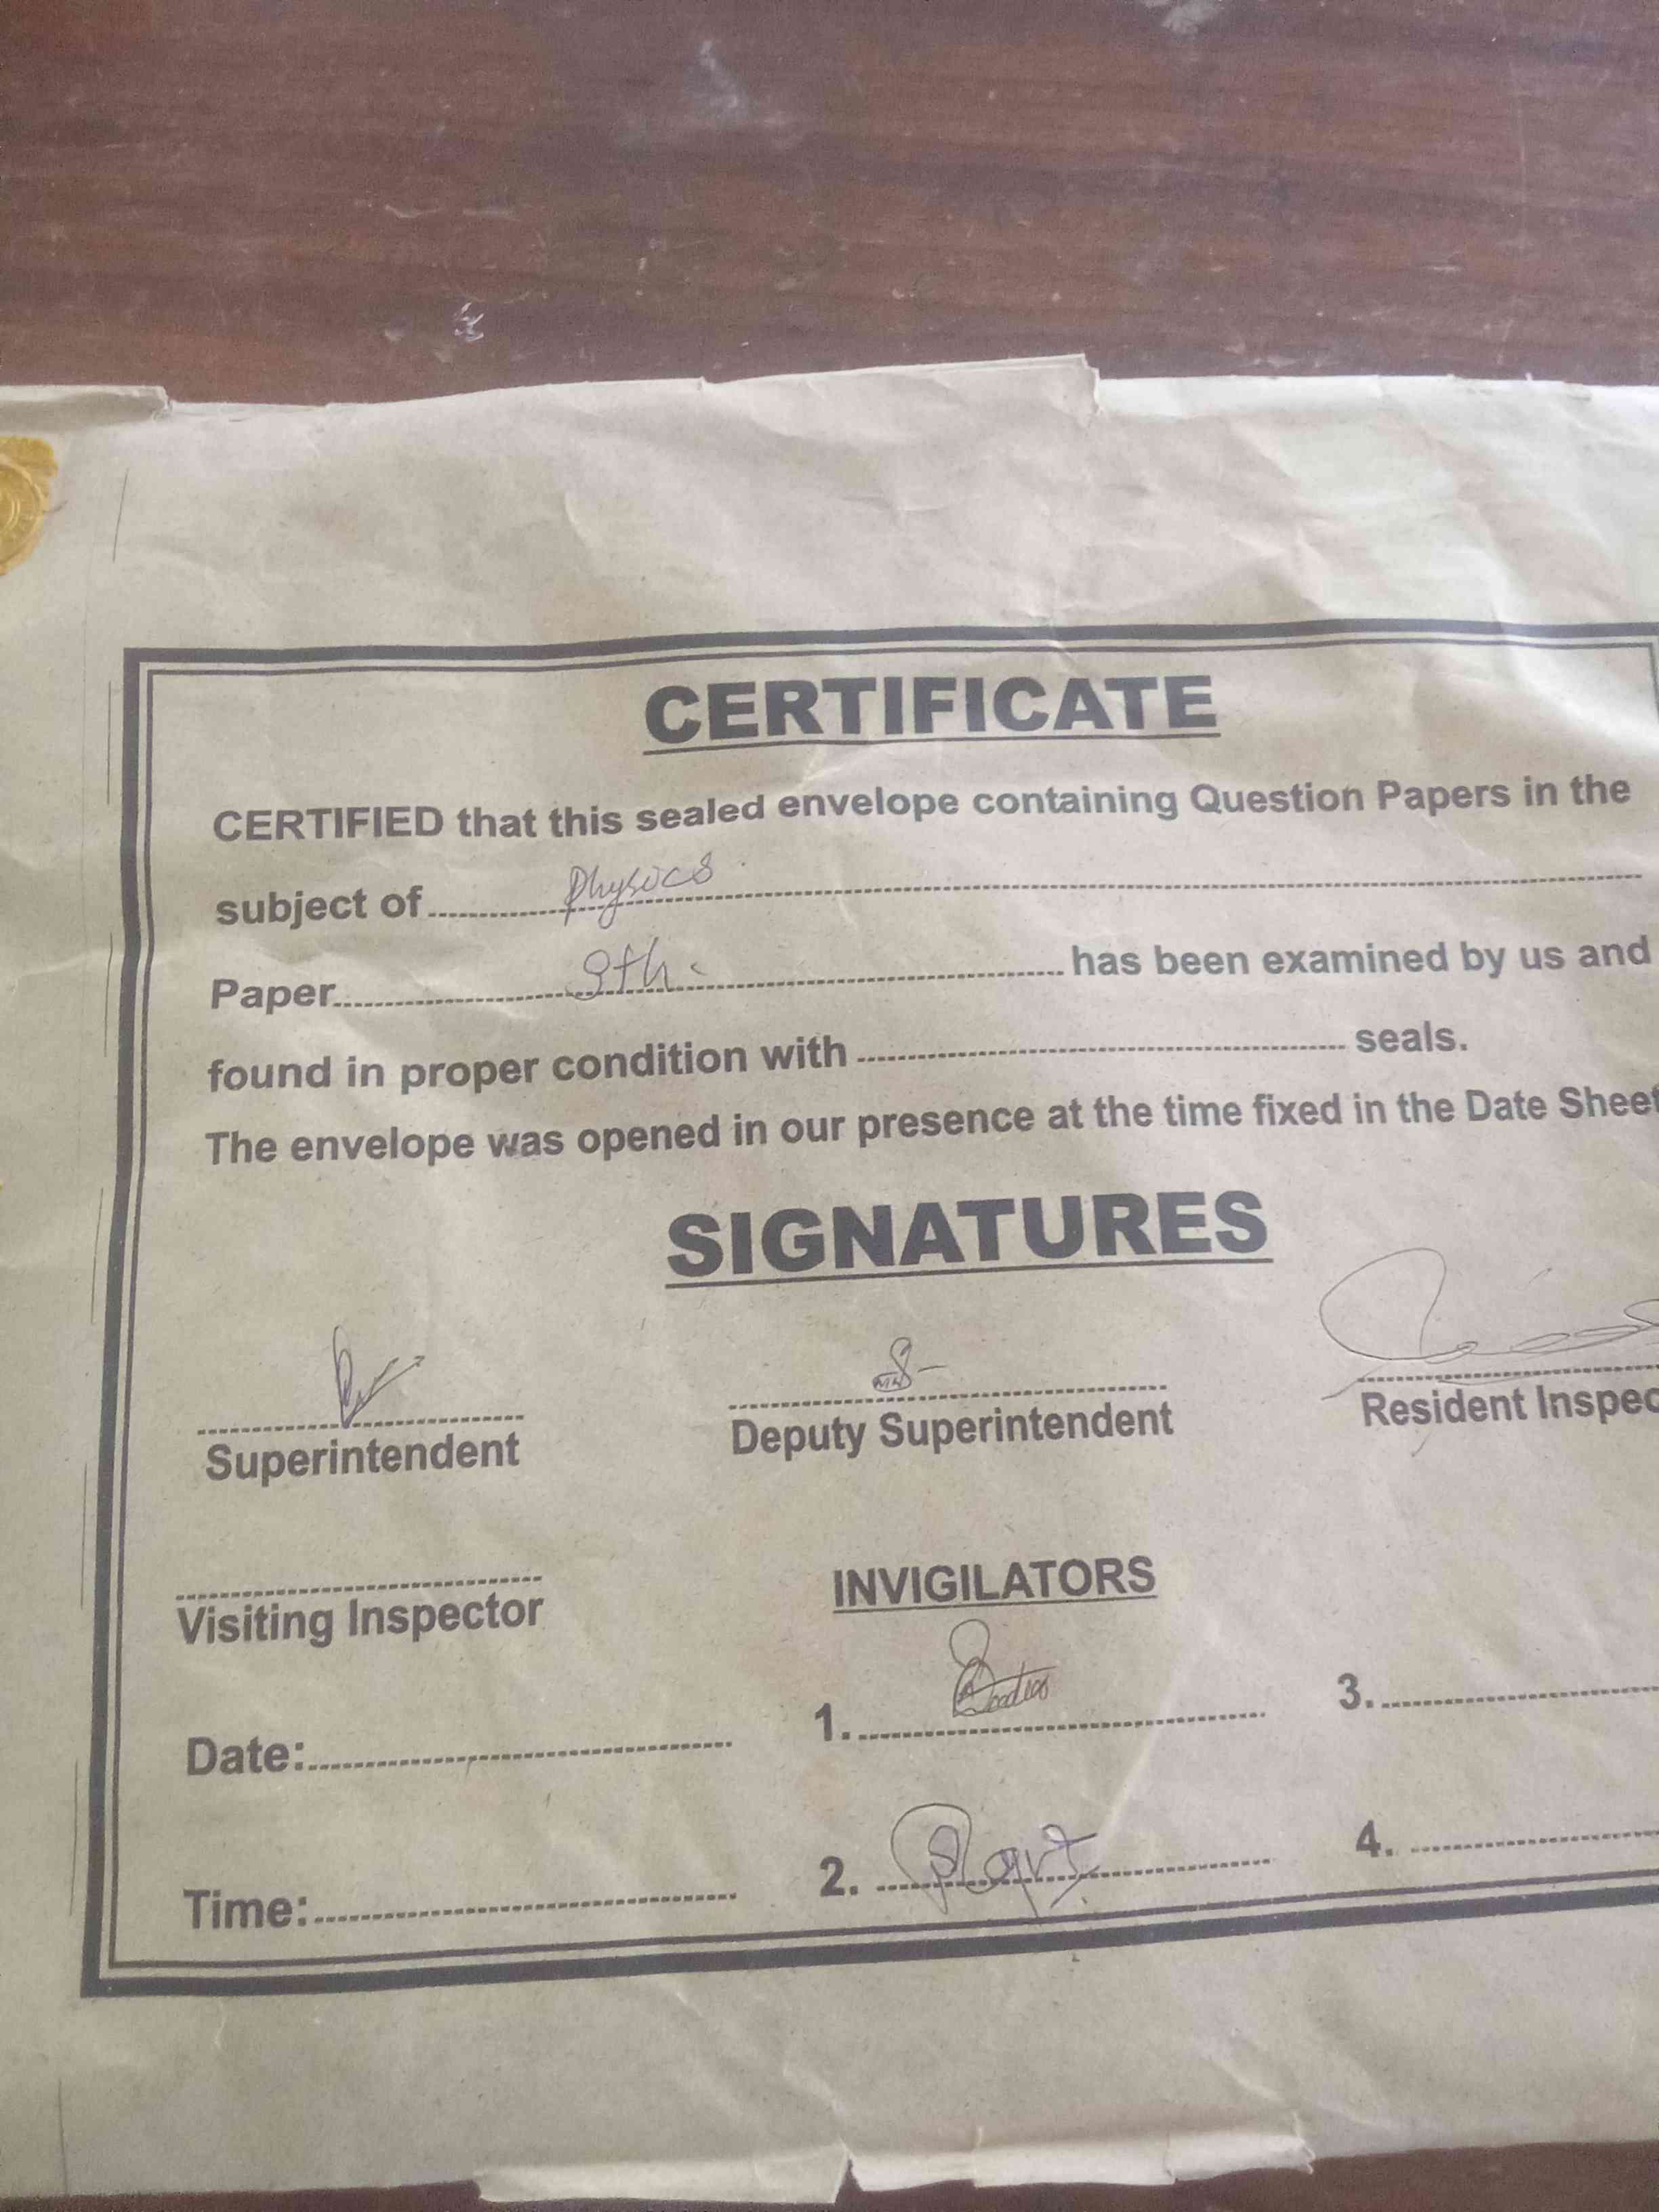 CERTIFICATE
CERTIFIED that this sealed envelope containing Question Papers in the
subject of Physics
Paper 9th. has been examined by us and
found in proper condition with seals.
The envelope was opened in our presence at the time fixed in the Date Sheet
SIGNATURES
Superintendent Deputy Superintendent Resident Inspec
Visiting Inspector INVIGILATORS
Date: 1. 3.
Time: 2. 4.